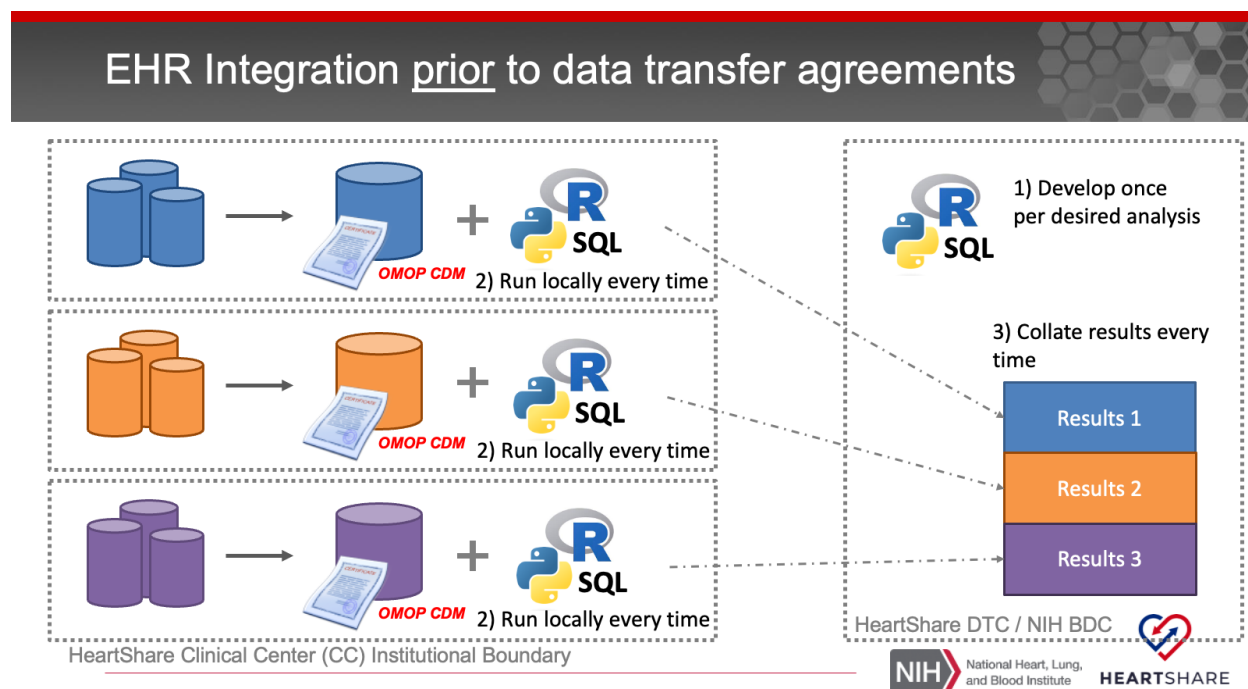 EHR Integration prior to data transfer agreements
R
SQL
OMOP CDM
2) Run locally every time
R
SQL
OMOP CDM
2) Run locally every time
R
SQL
OMOP CDM
2) Run locally every time
HeartShare Clinical Center (CC) Institutional Boundary
R
SQL
1) Develop once
per desired analysis
3) Collate results every
time
Results 1
Results 2
Results 3
HeartShare DTC / NIH BDC
NIH
National Heart, Lung,
and Blood Institute
HEARTSHARE